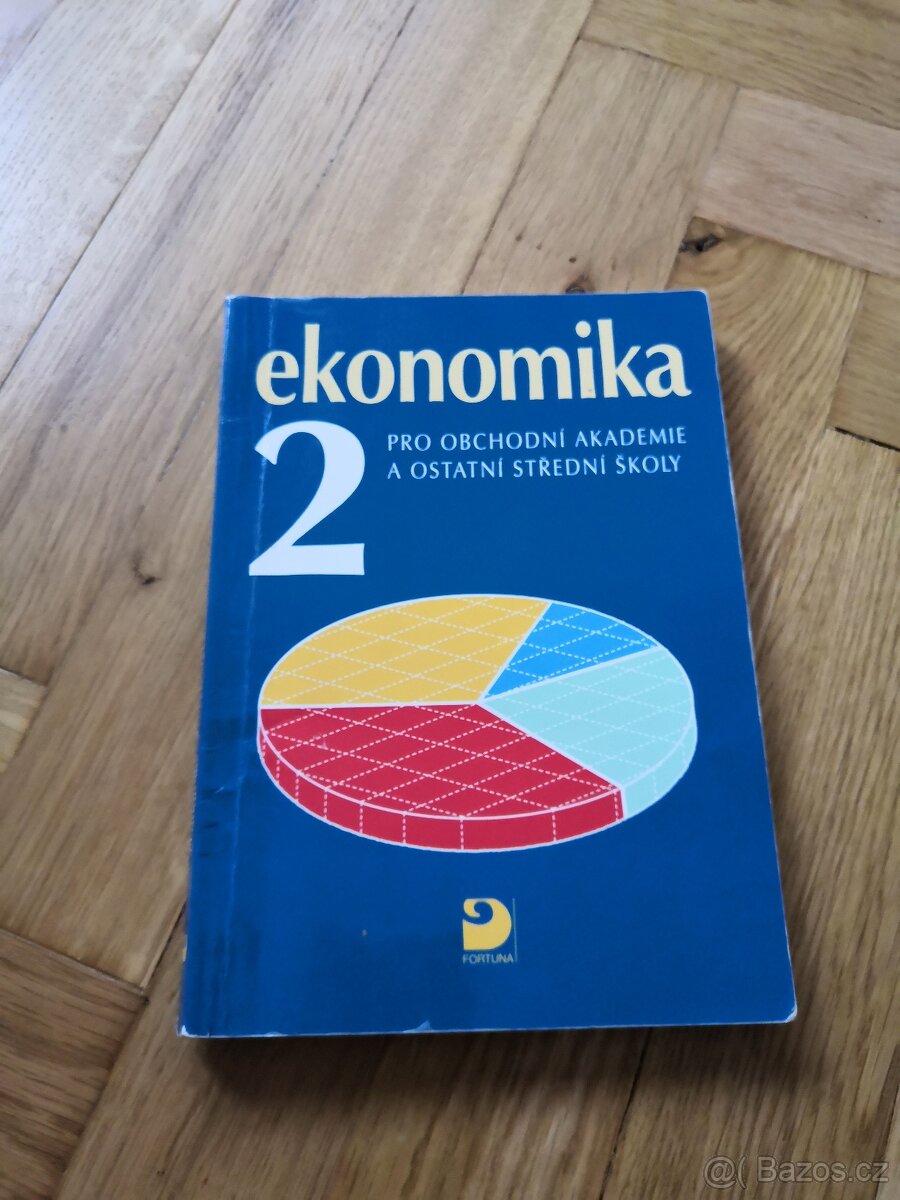 ekonomika
2
PRO OBCHODNÍ AKADEMIE
A OSTATNÍ STŘEDNÍ ŠKOLY
FORTUNA
@( Bazos.cz